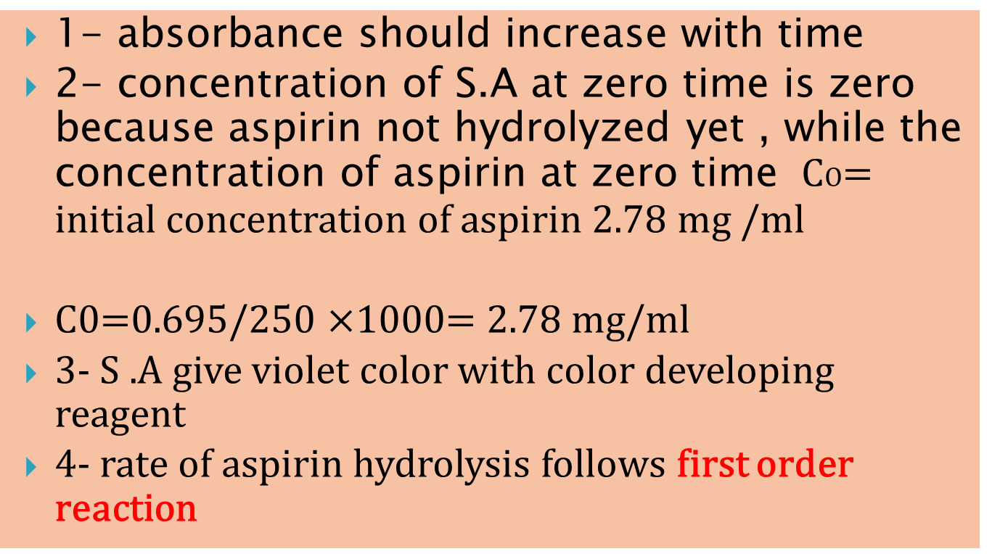 1- absorbance should increase with time
2- concentration of S.A at zero time is zero
because aspirin not hydrolyzed yet , while the
concentration of aspirin at zero time C0=
initial concentration of aspirin 2.78 mg /ml
C0=0.695/250 ×1000= 2.78 mg/ml
3- S .A give violet color with color developing
reagent
4- rate of aspirin hydrolysis follows first order
reaction